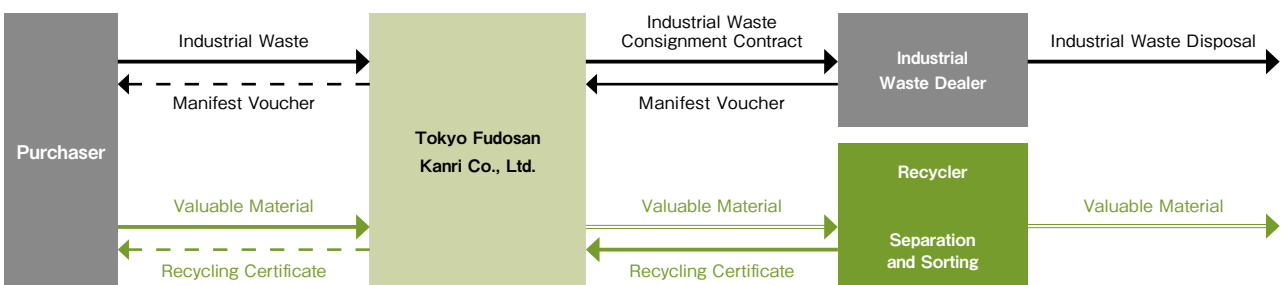 Industrial Waste
Manifest Voucher
Purchaser
Valuable Material
Recycling Certificate
Tokyo Fudosan
Kanri Co., Ltd.
Industrial Waste
Consignment Contract
Manifest Voucher
Valuable Material
Recycling Certificate
Industrial
Waste Dealer
Recycler
Separation
and Sorting
Industrial Waste Disposal
Valuable Material